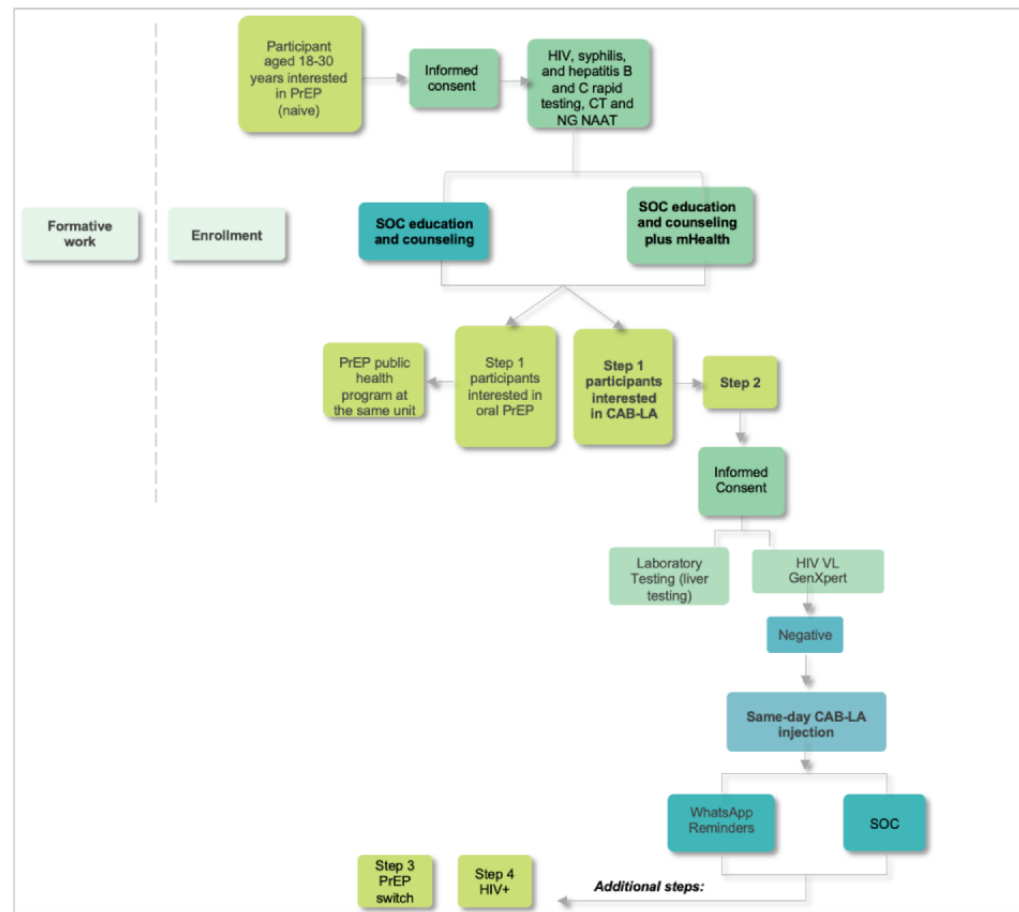 Participant
aged 18-30
years interested
in PrEP
(naive)
Informed
consent
HIV, syphilis,
and hepatitis B
and C rapid
testing, CT and
NG NAAT
Formative
work
Enrollment
SOC education
and counseling
SOC education
and counseling
plus mHealth
PrEP public
health
program at
the same unit
Step 1
participants
interested in
oral PrEP
Step 1
participants
interested
in CAB-LA
Step 2
Informed
Consent
Laboratory
Testing (liver
testing)
HIV VL
GenXpert
Negative
Same-day CAB-LA
injection
WhatsApp
Reminders
SOC
Step 3
PrEP
switch
Step 4
HIV+
Additional steps: